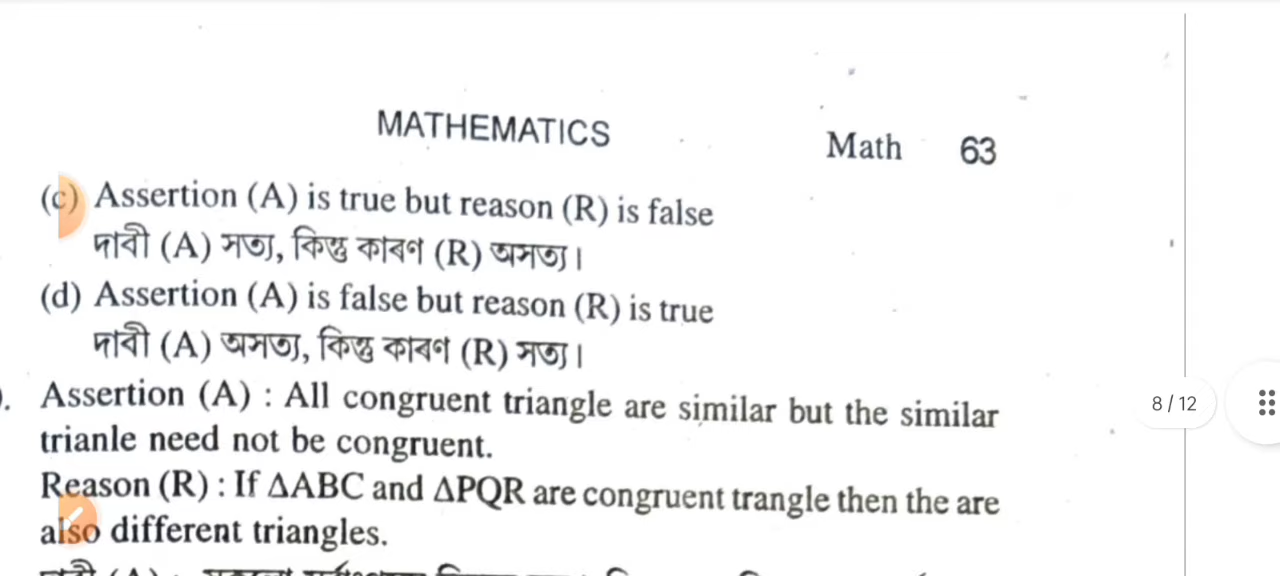 MATHEMATICS
Math 63
(c) Assertion (A) is true but reason (R) is false
দাবী (A) সত্য, কিন্তু কাৰণ (R) অসত্য।
(d) Assertion (A) is false but reason (R) is true
দাবী (A) অসত্য, কিন্তু কাৰণ (R) সত্য।
Assertion (A) : All congruent triangle are similar but the similar
8 / 12
trianle need not be congruent.
Reason (R) : If ΔABC and ΔPQR are congruent trangle then the are
also different triangles.